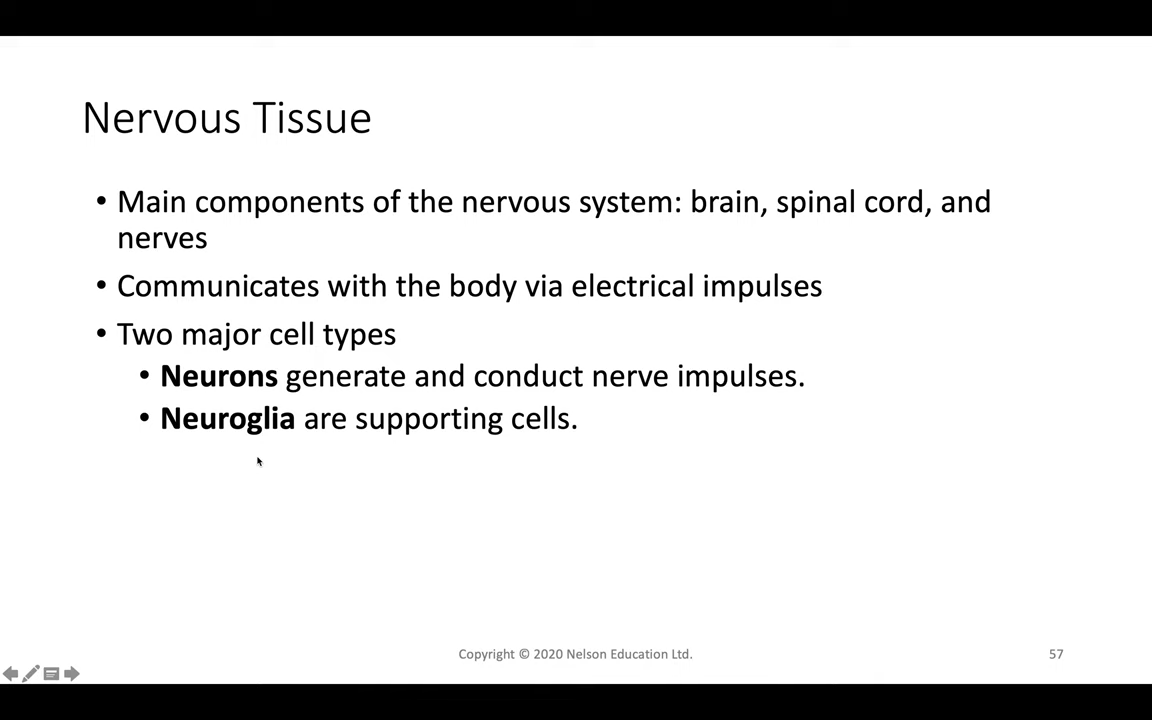 Nervous Tissue
• Main components of the nervous system: brain, spinal cord, and
nerves
• Communicates with the body via electrical impulses
• Two major cell types
• Neurons generate and conduct nerve impulses.
• Neuroglia are supporting cells.
Copyright © 2020 Nelson Education Ltd.
57